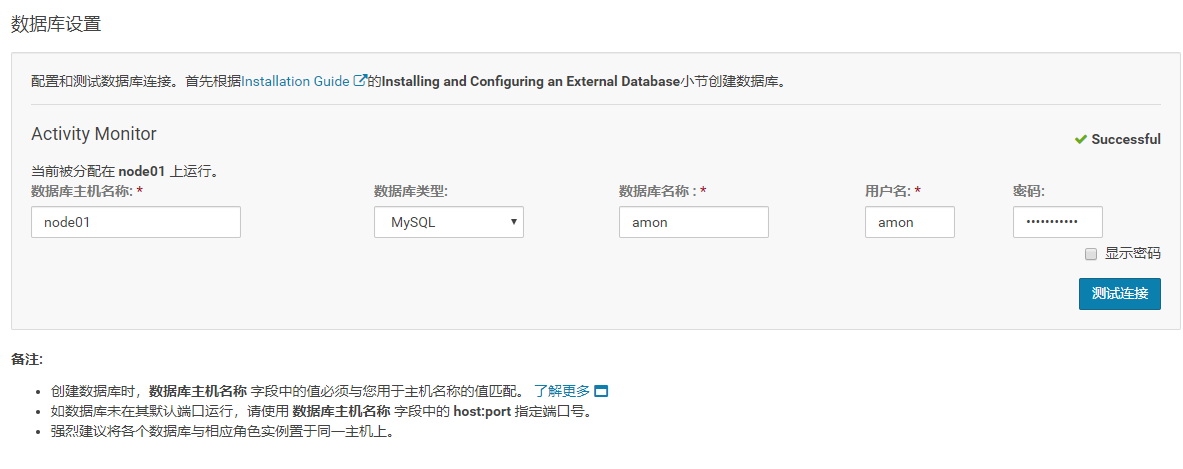 数据库设置
配置和测试数据库连接。首先根据Installation Guide的Installing and Configuring an External Database小节创建数据库。
Activity Monitor
Successful
当前被分配在 node01 上运行。
数据库主机名称: * 数据库类型: 数据库名称 : * 用户名: * 密码:
node01 MySQL amon amon •••••••••••
显示密码
测试连接
备注:
• 创建数据库时，数据库主机名称 字段中的值必须与您用于主机名称的值匹配。 了解更多
• 如数据库未在其默认端口运行，请使用 数据库主机名称 字段中的 host:port 指定端口号。
• 强烈建议将各个数据库与相应角色实例置于同一主机上。